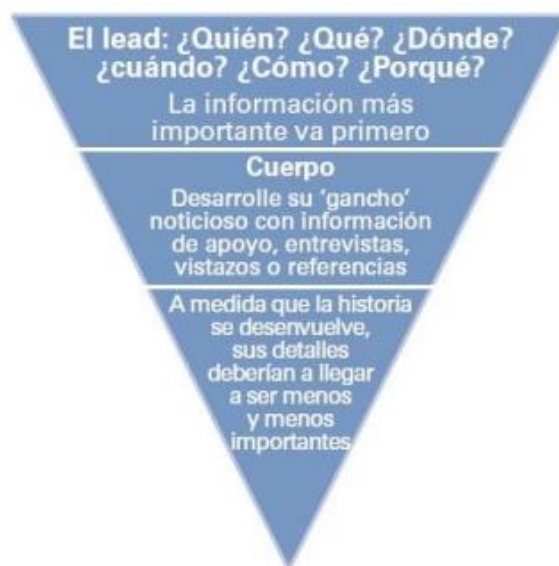 El lead: ¿Quién? ¿Qué? ¿Dónde?
¿cuándo? ¿Cómo? ¿Porqué?
La información más
importante va primero
Cuerpo
Desarrolle su ‘gancho’
noticioso con información
de apoyo, entrevistas,
vistazos o referencias
A medida que la historia
se desenvuelve,
sus detalles
deberían a llegar
a ser menos
y menos
importantes